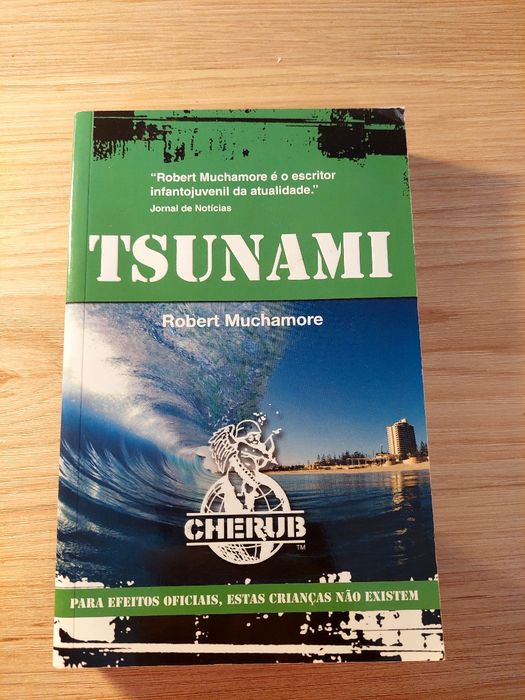 “Robert Muchamore é o escritor
infantojuvenil da atualidade.”
Jornal de Notícias
TSUNAMI
Robert Muchamore
CHERUB
TM
PARA EFEITOS OFICIAIS, ESTAS CRIANÇAS NÃO EXISTEM